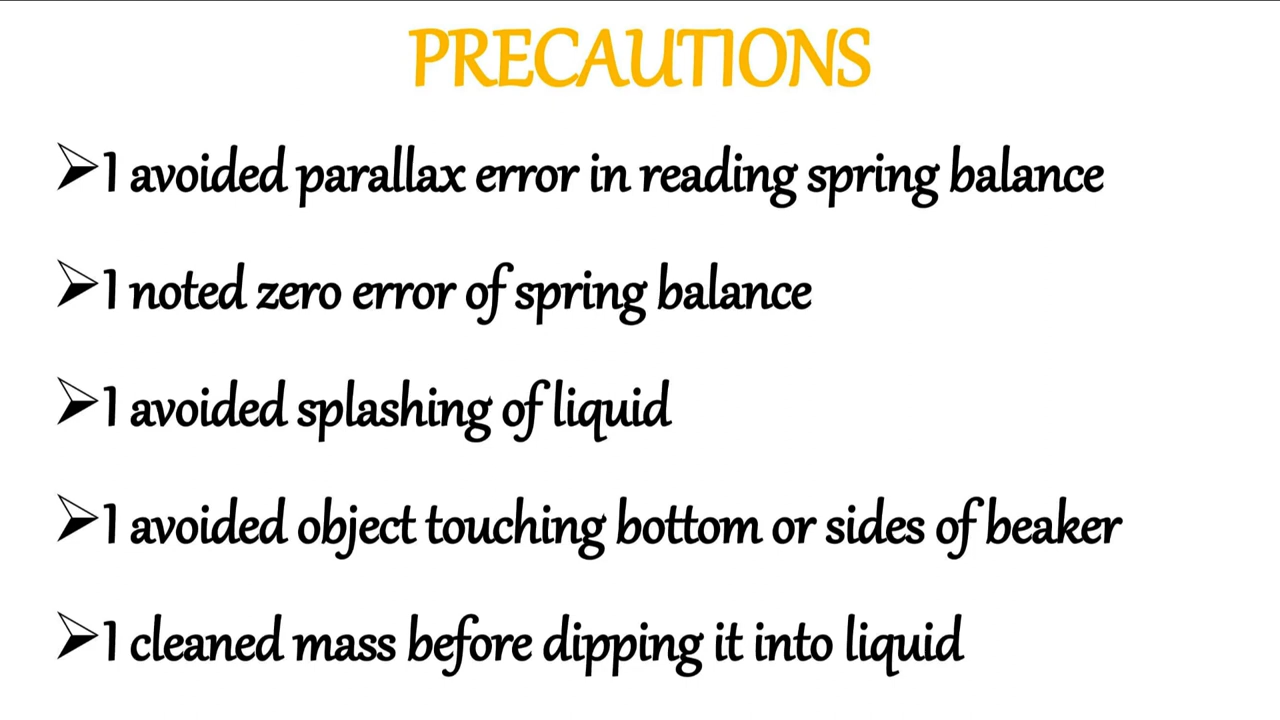 PRECAUTIONS
➢I avoided parallax error in reading spring balance
➢I noted zero error of spring balance
➢I avoided splashing of liquid
➢I avoided object touching bottom or sides of beaker
➢I cleaned mass before dipping it into liquid